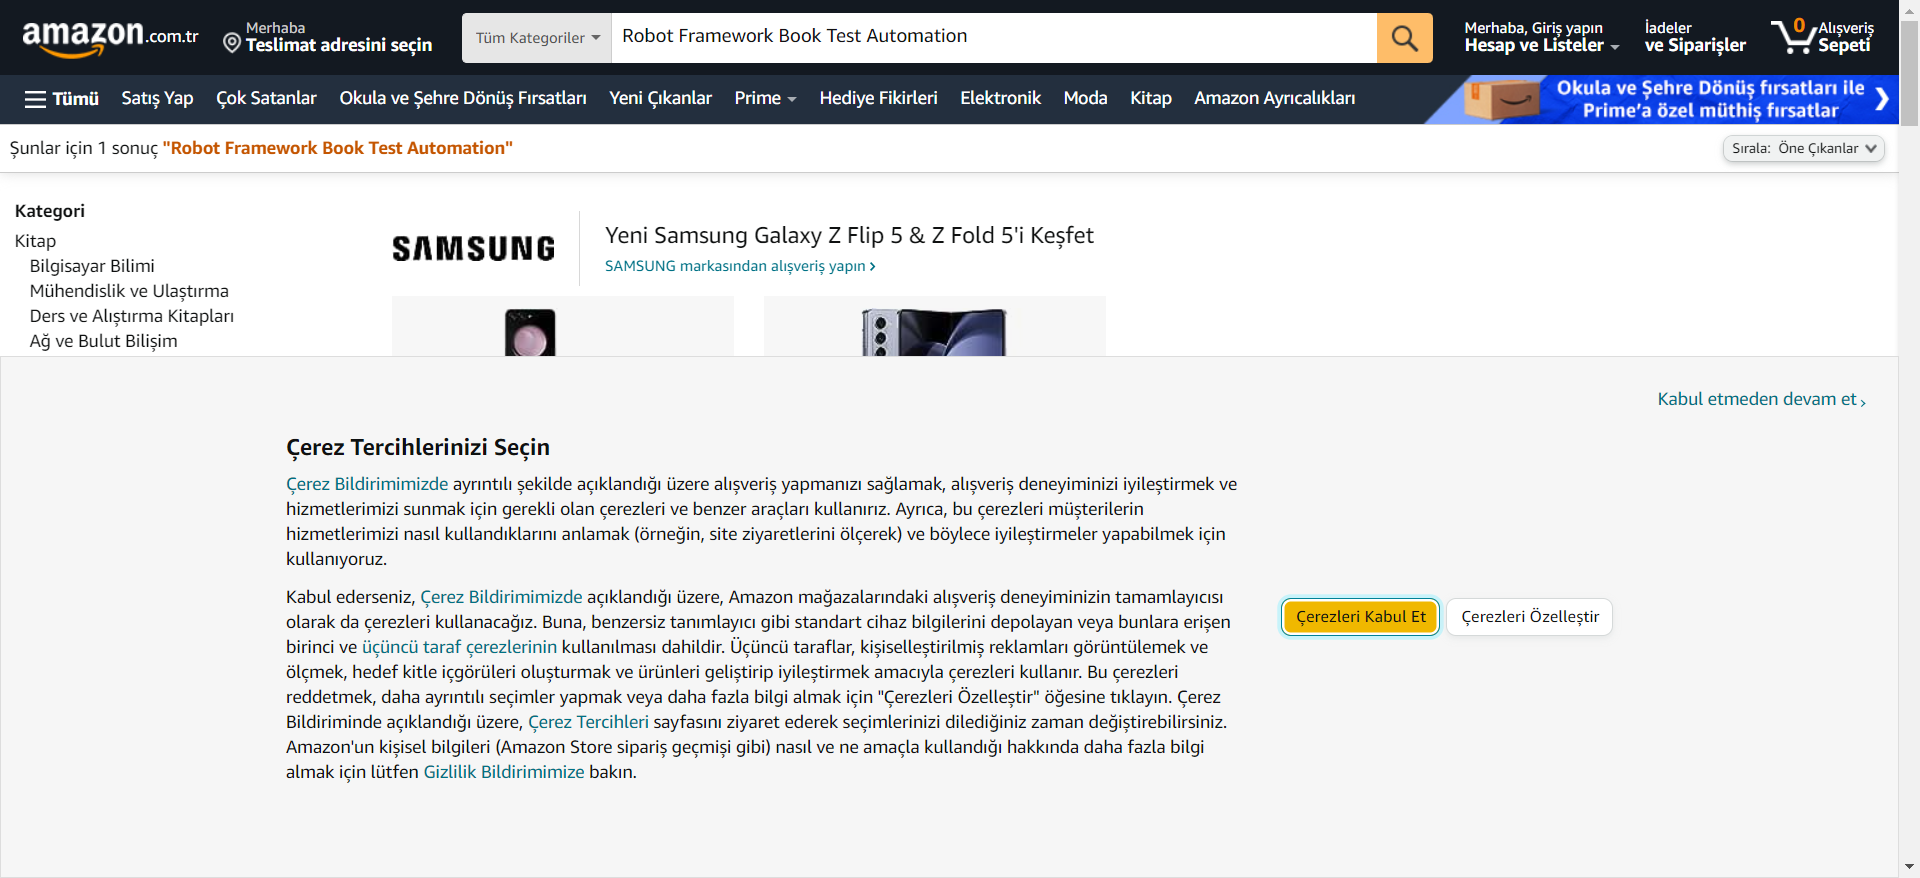 amazon.com.tr
Merhaba
Teslimat adresini seçin
Tüm Kategoriler
Robot Framework Book Test Automation
Merhaba, Giriş yapın
Hesap ve Listeler
İadeler
ve Siparişler
0
Alışveriş
Sepeti
Tümü
Satış Yap
Çok Satanlar
Okula ve Şehre Dönüş Fırsatları
Yeni Çıkanlar
Prime
Hediye Fikirleri
Elektronik
Moda
Kitap
Amazon Ayrıcalıkları
Okula ve Şehre Dönüş fırsatları ile
Prime'a özel müthiş fırsatlar
Şunlar için 1 sonuç "Robot Framework Book Test Automation"
Sırala: Öne Çıkanlar
Kategori
Kitap
Bilgisayar Bilimi
Mühendislik ve Ulaştırma
Ders ve Alıştırma Kitapları
Ağ ve Bulut Bilişim
SAMSUNG
Yeni Samsung Galaxy Z Flip 5 & Z Fold 5'i Keşfet
SAMSUNG markasından alışveriş yapın
Kabul etmeden devam et
Çerez Tercihlerinizi Seçin
Çerez Bildirimimizde ayrıntılı şekilde açıklandığı üzere alışveriş yapmanızı sağlamak, alışveriş deneyiminizi iyileştirmek ve
hizmetlerimizi sunmak için gerekli olan çerezleri ve benzer araçları kullanırız. Ayrıca, bu çerezleri müşterilerin
hizmetlerimizi nasıl kullandıklarını anlamak (örneğin, site ziyaretlerini ölçerek) ve böylece iyileştirmeler yapabilmek için
kullanıyoruz.
Kabul ederseniz, Çerez Bildirimimizde açıklandığı üzere, Amazon mağazalarındaki alışveriş deneyiminizin tamamlayıcısı
olarak da çerezleri kullanacağız. Buna, benzersiz tanımlayıcı gibi standart cihaz bilgilerini depolayan veya bunlara erişen
birinci ve üçüncü taraf çerezlerinin kullanılması dahildir. Üçüncü taraflar, kişiselleştirilmiş reklamları görüntülemek ve
ölçmek, hedef kitle içgörüleri oluşturmak ve ürünleri geliştirip iyileştirmek amacıyla çerezleri kullanır. Bu çerezleri
reddetmek, daha ayrıntılı seçimler yapmak veya daha fazla bilgi almak için "Çerezleri Özelleştir" öğesine tıklayın. Çerez
Bildiriminde açıklandığı üzere, Çerez Tercihleri sayfasını ziyaret ederek seçimlerinizi dilediğiniz zaman değiştirebilirsiniz.
Amazon'un kişisel bilgileri (Amazon Store sipariş geçmişi gibi) nasıl ve ne amaçla kullandığı hakkında daha fazla bilgi
almak için lütfen Gizlilik Bildirimimize bakın.
Çerezleri Kabul Et
Çerezleri Özelleştir